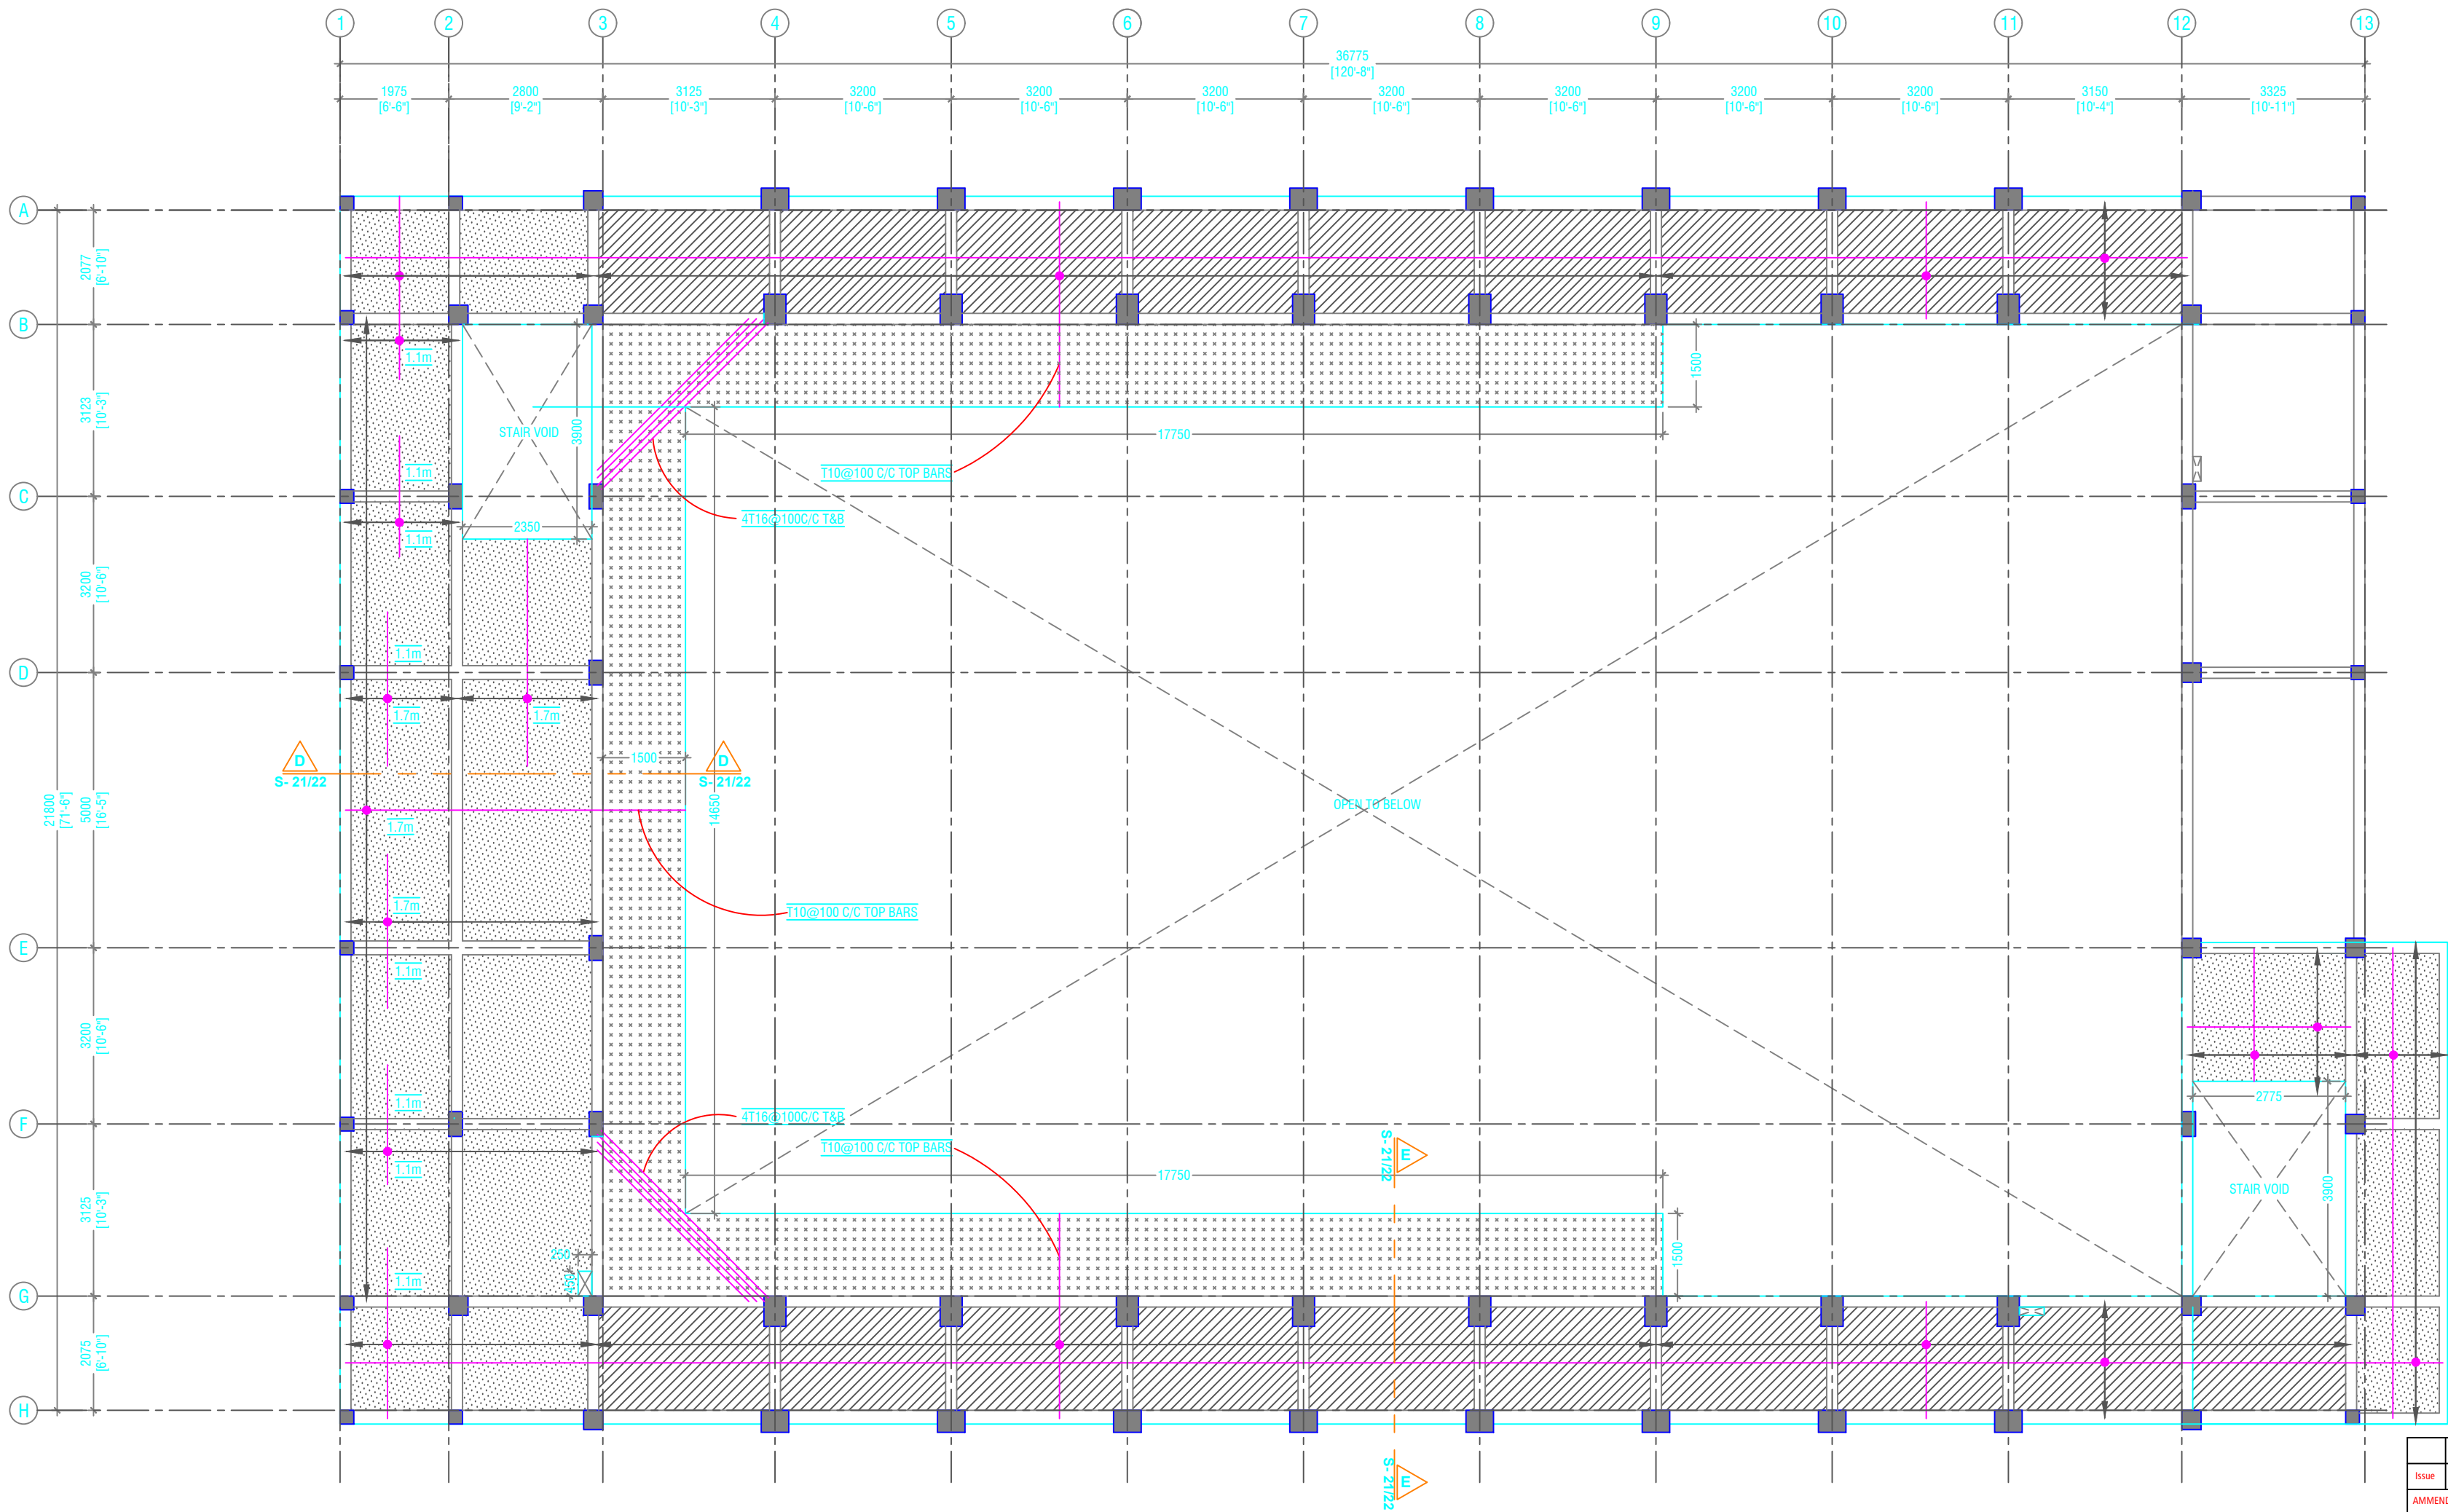 1 2 3 4 5 6 7 8 9 10 11 12 13
36775
[120'-8"]
1975 2800 3125 3200 3200 3200 3200 3200 3200 3200 3150 3325
[6'-6"] [9'-2"] [10'-3"] [10'-6"] [10'-6"] [10'-6"] [10'-6"] [10'-6"] [10'-6"] [10'-6"] [10'-4"] [10'-11"]
A
2077
[6'-10"]
B
1.1m
1500
3123
[10'-3"]
STAIR VOID
3900
17750
1.1m
T10@100 C/C TOP BARS
C
4T16@100C/C T&B
2350
1.1m
3200
[10'-6"]
1.1m
D
1.7m
1.7m
D
S- 21/22
1500
D
S- 21/22
21800
[71'-6"]
5000
[16'-5"]
14650
OPEN TO BELOW
1.7m
1.7m
T10@100 C/C TOP BARS
E
1.1m
3200
[10'-6"]
1.1m
2775
F
4T16@100C/C T&B
T10@100 C/C TOP BARS
S- 21/22
E
1.1m
17750
STAIR VOID
3900
3125
[10'-3"]
250
450
1500
1.1m
G
2075
[6'-10"]
H
S- 21/22
E
Issue
AMMEND